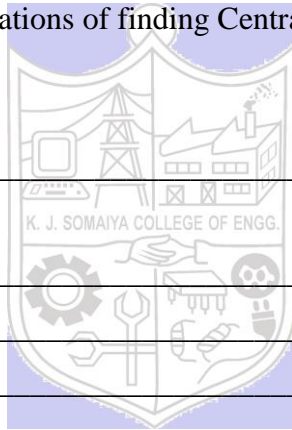 ations of finding Centra
K. J. SOMAIYA COLLEGE OF ENGG.